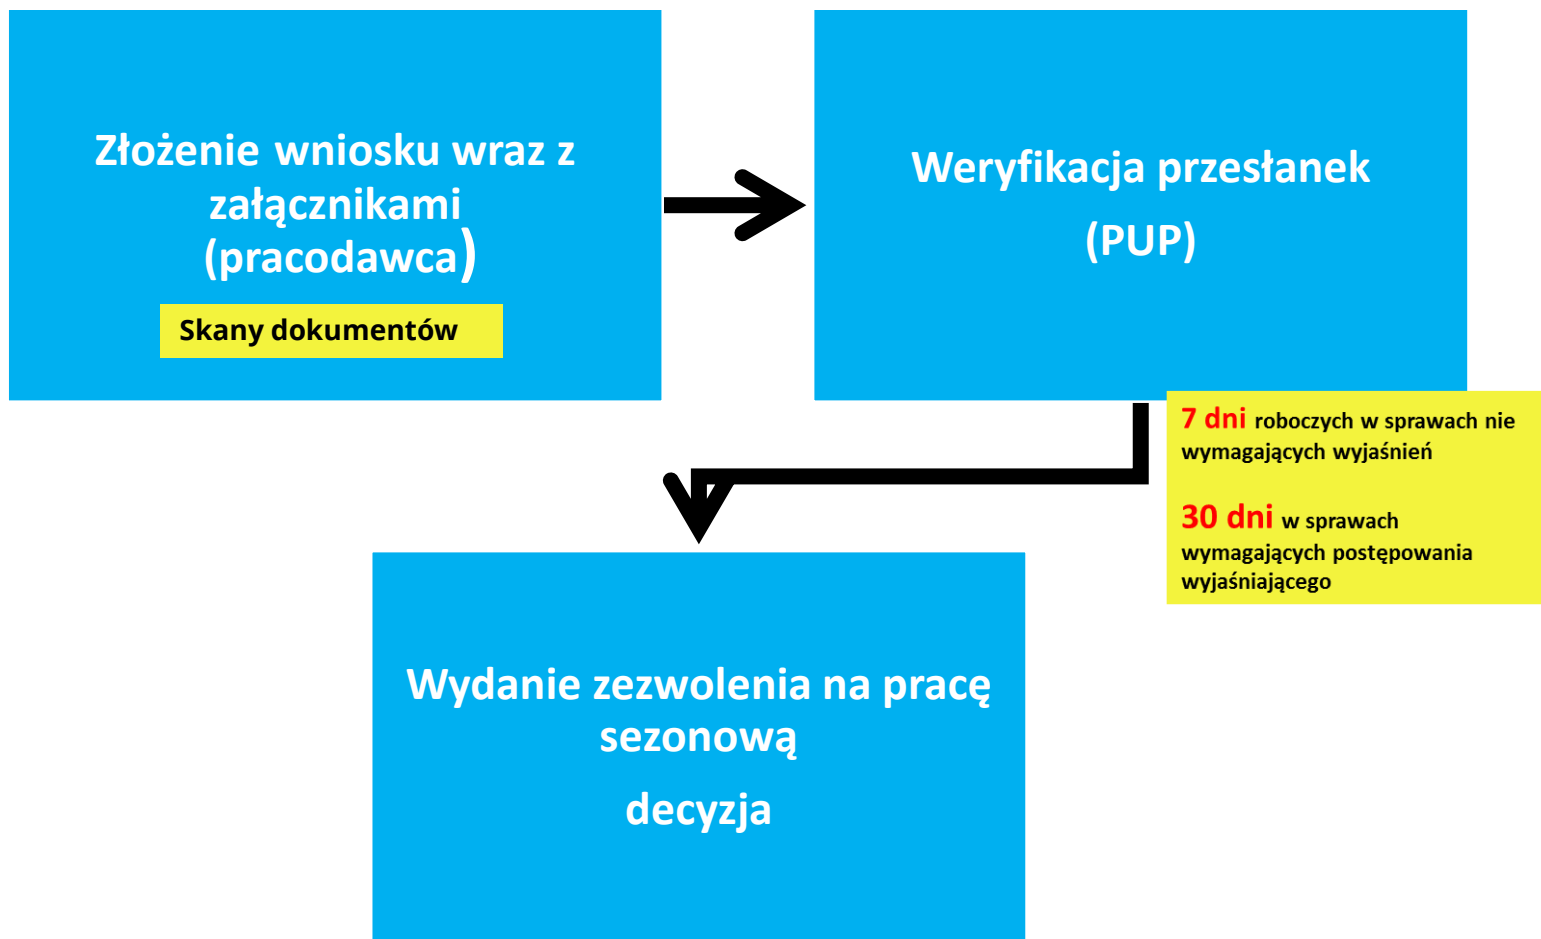 Złożenie wniosku wraz z
załącznikami
(pracodawca)
Skany dokumentów
Weryfikacja przesłanek
(PUP)
7 dni roboczych w sprawach nie
wymagających wyjaśnień
30 dni w sprawach
wymagających postępowania
wyjaśniającego
Wydanie zezwolenia na pracę
sezonową
decyzja